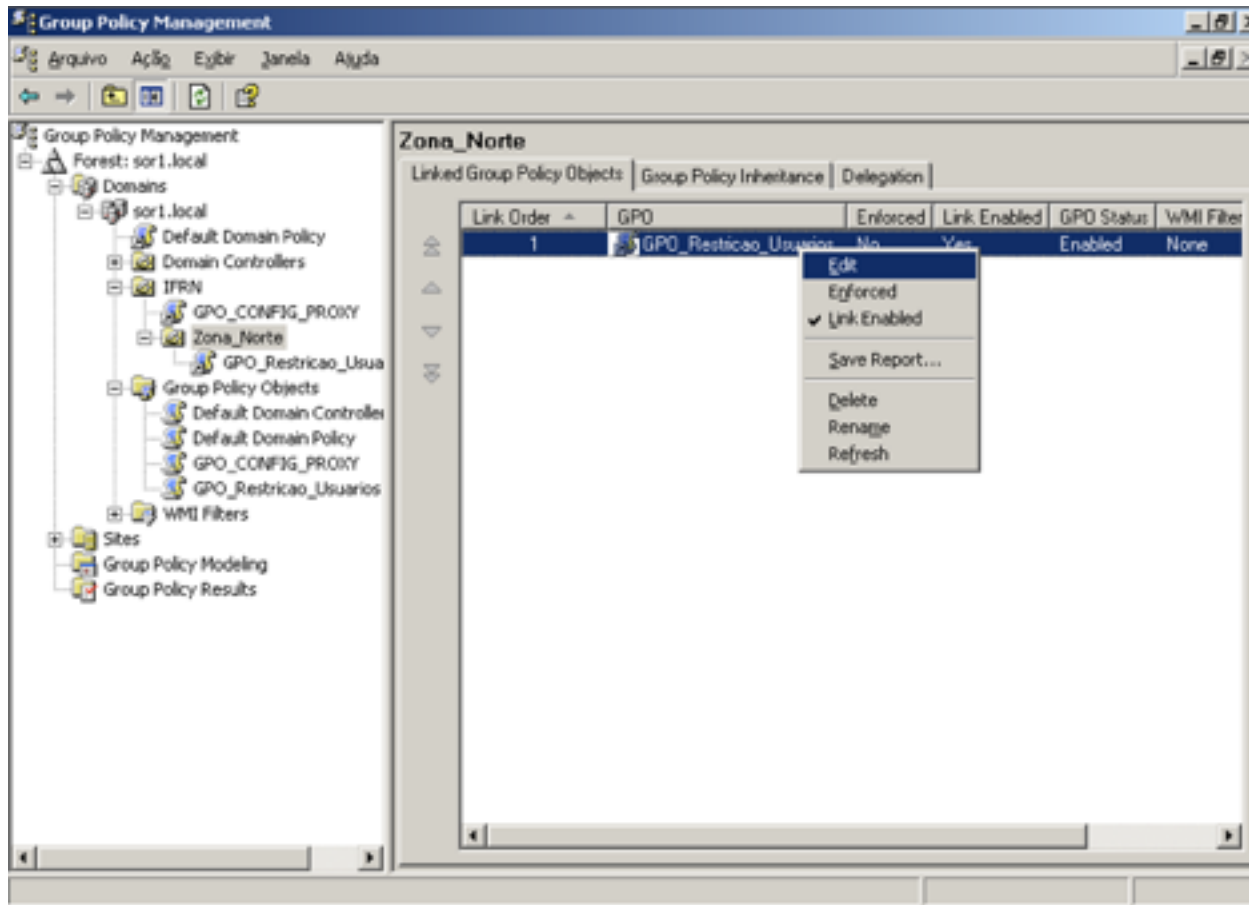 Group Policy Management
Arquivo Ação Exibir Janela Ajuda
Group Policy Management
Forest: sor1.local
Domains
sor1.local
Default Domain Policy
Domain Controllers
IFRN
GPO_CONFIG_PROXY
Zona_Norte
GPO_Restricao_Usua
Group Policy Objects
Default Domain Controller
Default Domain Policy
GPO_CONFIG_PROXY
GPO_Restricao_Usuarios
WMI Filters
Sites
Group Policy Modeling
Group Policy Results
Zona_Norte
Linked Group Policy Objects Group Policy Inheritance Delegation
Link Order GPO Enforced Link Enabled GPO Status WMI Filter
1 GPO_Restricao_Usuarios No Yes Enabled None
Edit
Enforced
Link Enabled
Save Report...
Delete
Rename
Refresh